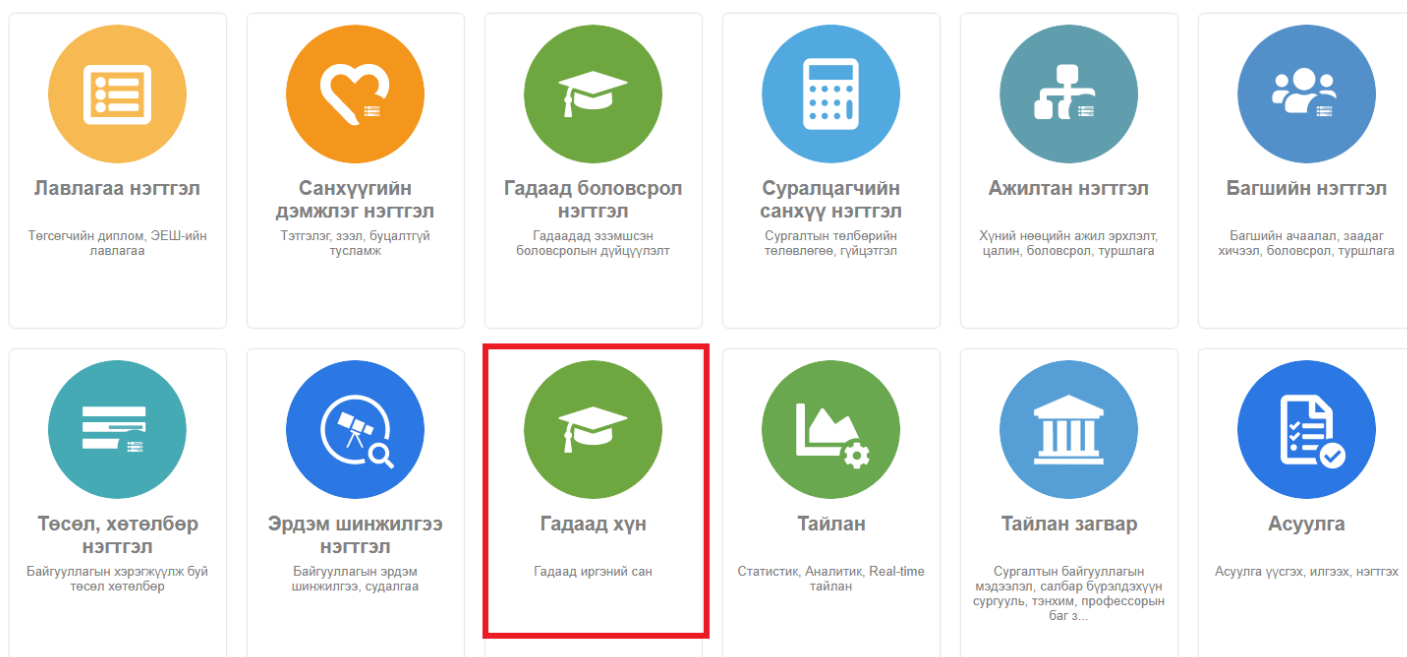 Лавлагаа нэгтгэл
Төгсөгчийн диплом, ЭЕШ-ийн
лавлагаа
Санхүүгийн
дэмжлэг нэгтгэл
Тэтгэлэг, зээл, буцалтгүй
тусламж
Гадаад боловсрол
нэгтгэл
Гадаадад эзэмшсэн
боловсролын дүйцүүлэлт
Суралцагчийн
санхүү нэгтгэл
Сургалтын төлбөрийн
төлөвлөгөө, гүйцэтгэл
Ажилтан нэгтгэл
Хүний нөөцийн ажил эрхлэлт,
цалин, боловсрол, туршлага
Багшийн нэгтгэл
Багшийн ачаалал, заадаг
хичээл, боловсрол, туршлага
Төсөл, хөтөлбөр
нэгтгэл
Байгууллагын хэрэгжүүлж буй
төсөл хөтөлбөр
Эрдэм шинжилгээ
нэгтгэл
Байгууллагын эрдэм
шинжилгээ, судалгаа
Гадаад хүн
Гадаад иргэний сан
Тайлан
Статистик, Аналитик, Real-time
тайлан
Тайлан загвар
Сургалтын байгууллагын
мэдээлэл, салбар бүрэлдэхүүн
сургууль, тэнхим, профессорын
баг з...
Асуулга
Асуулга үүсгэх, илгээх, нэгтгэх